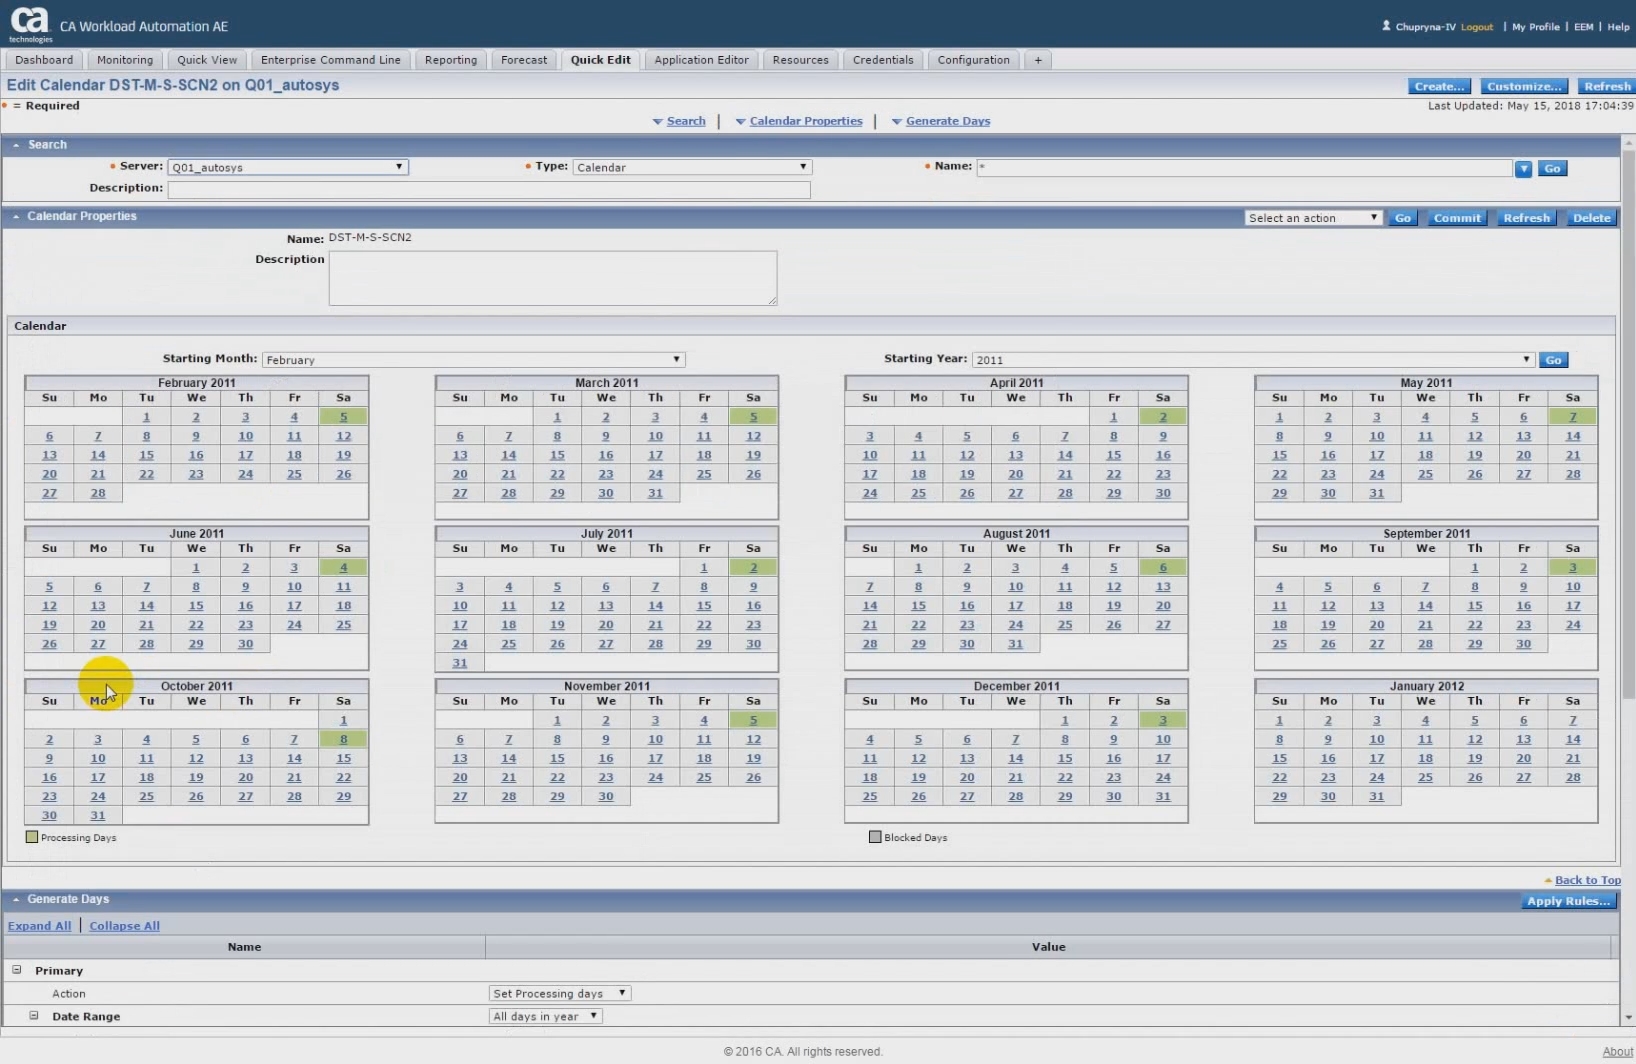 ca
technologies
CA Workload Automation AE
Chupryna-IV Logout | My Profile | EEM | Help
Dashboard Monitoring Quick View Enterprise Command Line Reporting Forecast Quick Edit Application Editor Resources Credentials Configuration +
Edit Calendar DST-M-S-SCN2 on Q01_autosys
Create... Customize... Refresh
= Required
Last Updated: May 15, 2018 17:04:39
Search | Calendar Properties | Generate Days
Search
Server: Q01_autosys Type: Calendar Name: * Go
Description:
Calendar Properties
Select an action Go Commit Refresh Delete
Name: DST-M-S-SCN2
Description
Calendar
Starting Month: February Starting Year: 2011 Go
February 2011 March 2011 April 2011 May 2011
Su Mo Tu We Th Fr Sa Su Mo Tu We Th Fr Sa Su Mo Tu We Th Fr Sa Su Mo Tu We Th Fr Sa
1 2 3 4 5 1 2 3 4 5 1 2 1 2 3 4 5 6 7
6 7 8 9 10 11 12 6 7 8 9 10 11 12 3 4 5 6 7 8 9 8 9 10 11 12 13 14
13 14 15 16 17 18 19 13 14 15 16 17 18 19 10 11 12 13 14 15 16 15 16 17 18 19 20 21
20 21 22 23 24 25 26 20 21 22 23 24 25 26 17 18 19 20 21 22 23 22 23 24 25 26 27 28
27 28 27 28 29 30 31 24 25 26 27 28 29 30 29 30 31
June 2011 July 2011 August 2011 September 2011
Su Mo Tu We Th Fr Sa Su Mo Tu We Th Fr Sa Su Mo Tu We Th Fr Sa Su Mo Tu We Th Fr Sa
1 2 3 4 1 2 1 2 3 4 5 6 1 2 3
5 6 7 8 9 10 11 3 4 5 6 7 8 9 7 8 9 10 11 12 13 4 5 6 7 8 9 10
12 13 14 15 16 17 18 10 11 12 13 14 15 16 14 15 16 17 18 19 20 11 12 13 14 15 16 17
19 20 21 22 23 24 25 17 18 19 20 21 22 23 21 22 23 24 25 26 27 18 19 20 21 22 23 24
26 27 28 29 30 24 25 26 27 28 29 30 28 29 30 31 25 26 27 28 29 30
31
October 2011 November 2011 December 2011 January 2012
Su Mo Tu We Th Fr Sa Su Mo Tu We Th Fr Sa Su Mo Tu We Th Fr Sa Su Mo Tu We Th Fr Sa
1 1 2 3 4 5 1 2 3 1 2 3 4 5 6 7
2 3 4 5 6 7 8 6 7 8 9 10 11 12 4 5 6 7 8 9 10 8 9 10 11 12 13 14
9 10 11 12 13 14 15 13 14 15 16 17 18 19 11 12 13 14 15 16 17 15 16 17 18 19 20 21
16 17 18 19 20 21 22 20 21 22 23 24 25 26 18 19 20 21 22 23 24 22 23 24 25 26 27 28
23 24 25 26 27 28 29 27 28 29 30 25 26 27 28 29 30 31 29 30 31
30 31
Processing Days Blocked Days
Back to Top
Generate Days
Apply Rules...
Expand All | Collapse All
Name Value
Primary
Action Set Processing days
Date Range All days in year
© 2016 CA. All rights reserved.
About